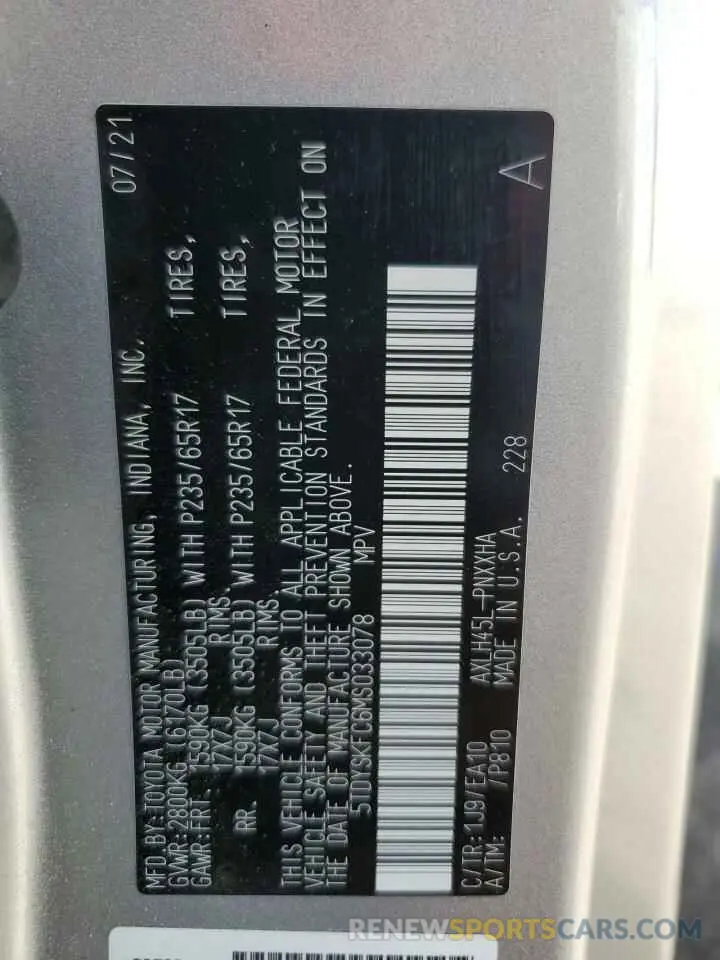 MFD.BY:TOYOTA MOTOR MANUFACTURING, INDIANA, INC. 07/21
GVWR:2800KG (6170LB)
GAWR:FRT. 1590KG (3505LB) WITH P235/65R17 TIRES,
17X7J RIMS.
RR. 1590KG (3505LB) WITH P235/65R17 TIRES,
17X7J RIMS.
THIS VEHICLE CONFORMS TO ALL APPLICABLE FEDERAL MOTOR
VEHICLE SAFETY AND THEFT PREVENTION STANDARDS IN EFFECT ON
THE DATE OF MANUFACTURE SHOWN ABOVE.
5TDYSKFC6MS033078 MPV
C/TR:1J9/FA10 AXLH45L-PNXXHA
A/TM: /P810 MADE IN U.S.A. 228 A
RENEWSPORTSCARS.COM